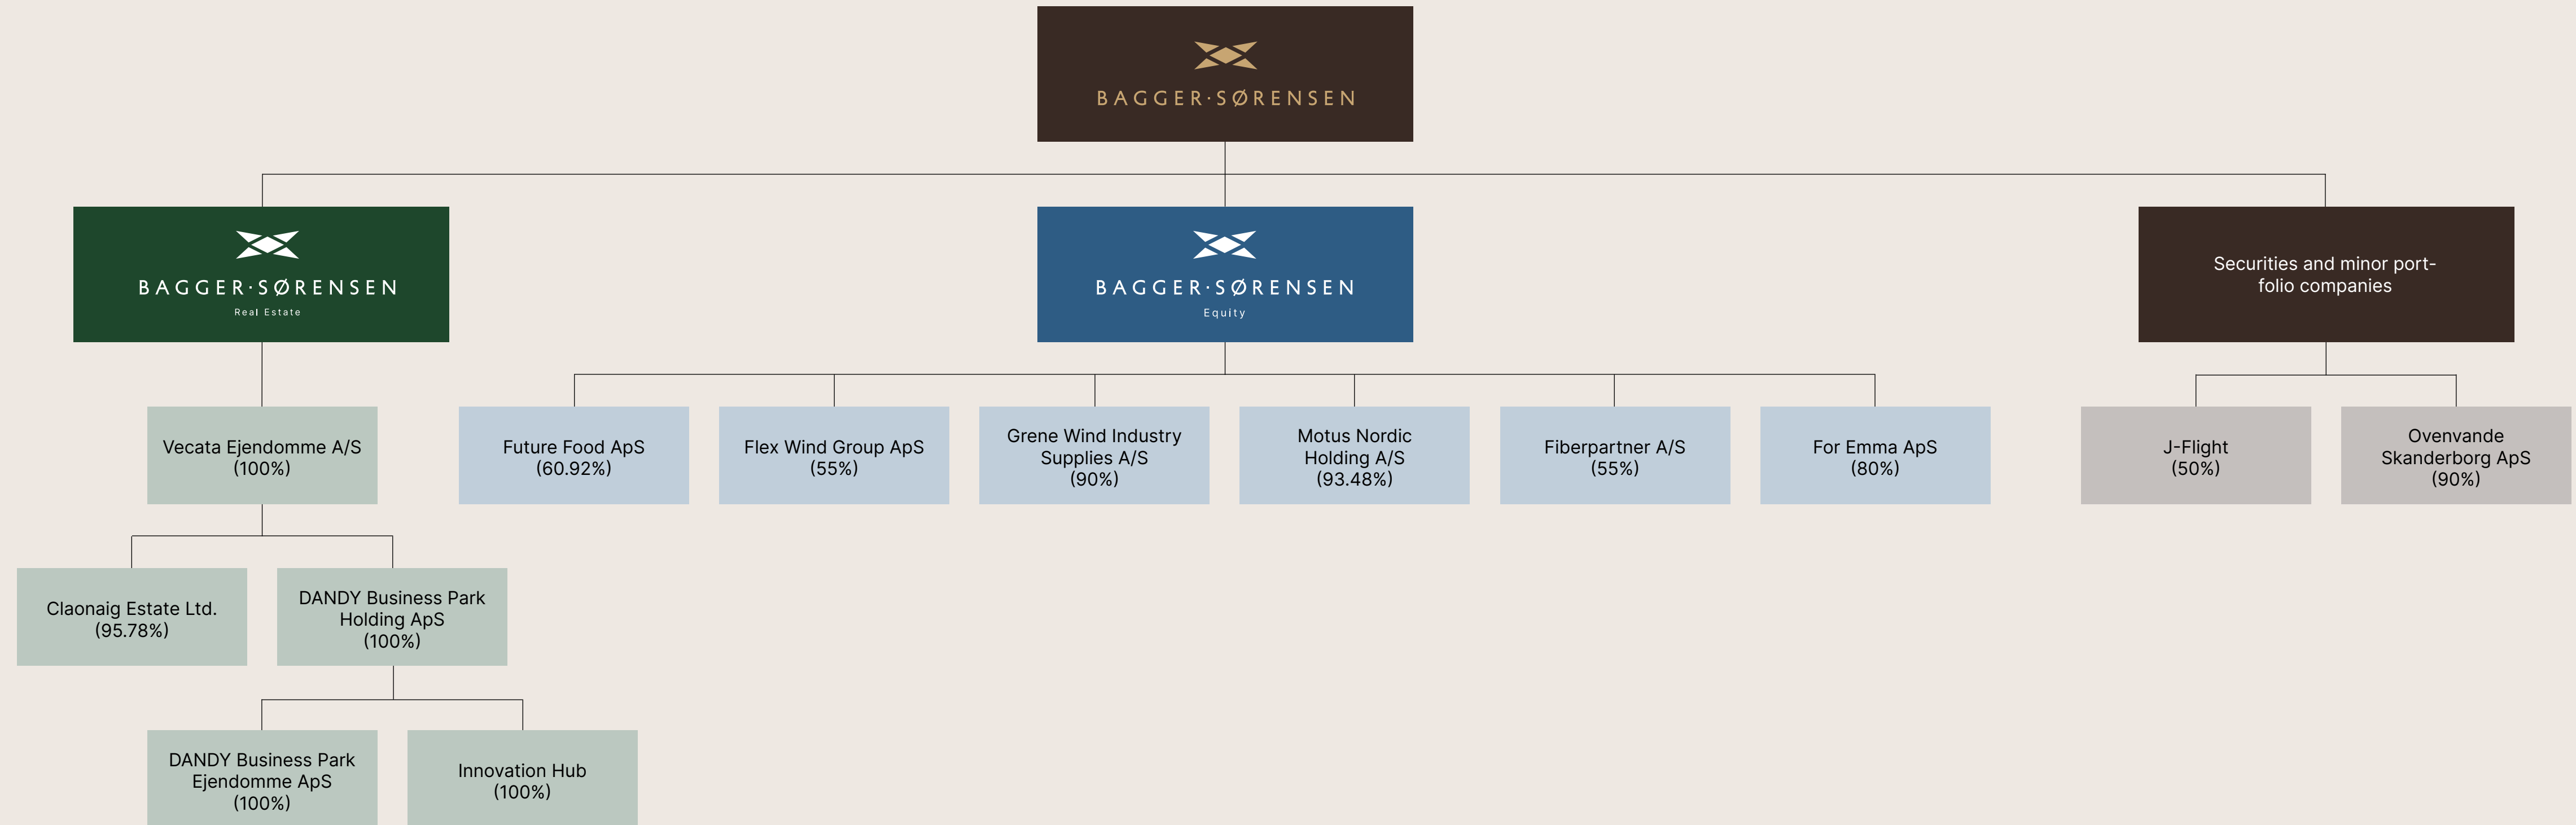 BAGGER·SØRENSEN
BAGGER·SØRENSEN
Real Estate
BAGGER·SØRENSEN
Equity
Securities and minor port-
folio companies
Vecata Ejendomme A/S
(100%)
Future Food ApS
(60.92%)
Flex Wind Group ApS
(55%)
Grene Wind Industry
Supplies A/S
(90%)
Motus Nordic
Holding A/S
(93.48%)
Fiberpartner A/S
(55%)
For Emma ApS
(80%)
J-Flight
(50%)
Ovenvande
Skanderborg ApS
(90%)
Claonaig Estate Ltd.
(95.78%)
DANDY Business Park
Holding ApS
(100%)
DANDY Business Park
Ejendomme ApS
(100%)
Innovation Hub
(100%)